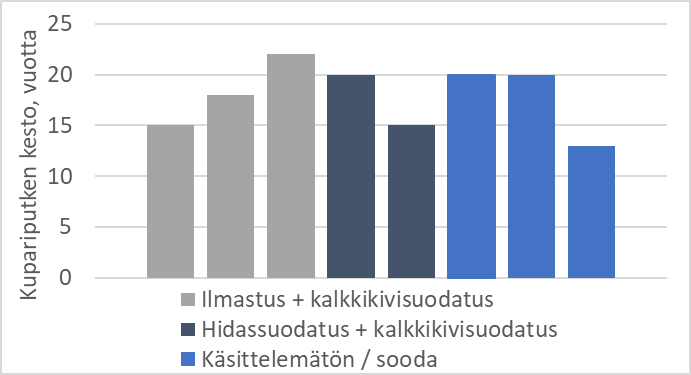 Kupariputken kesto, vuotta
25
20
15
10
5
0
Ilmastus + kalkkikivisuodatus
Hidassuodatus + kalkkikivisuodatus
Käsittelemätön / sooda